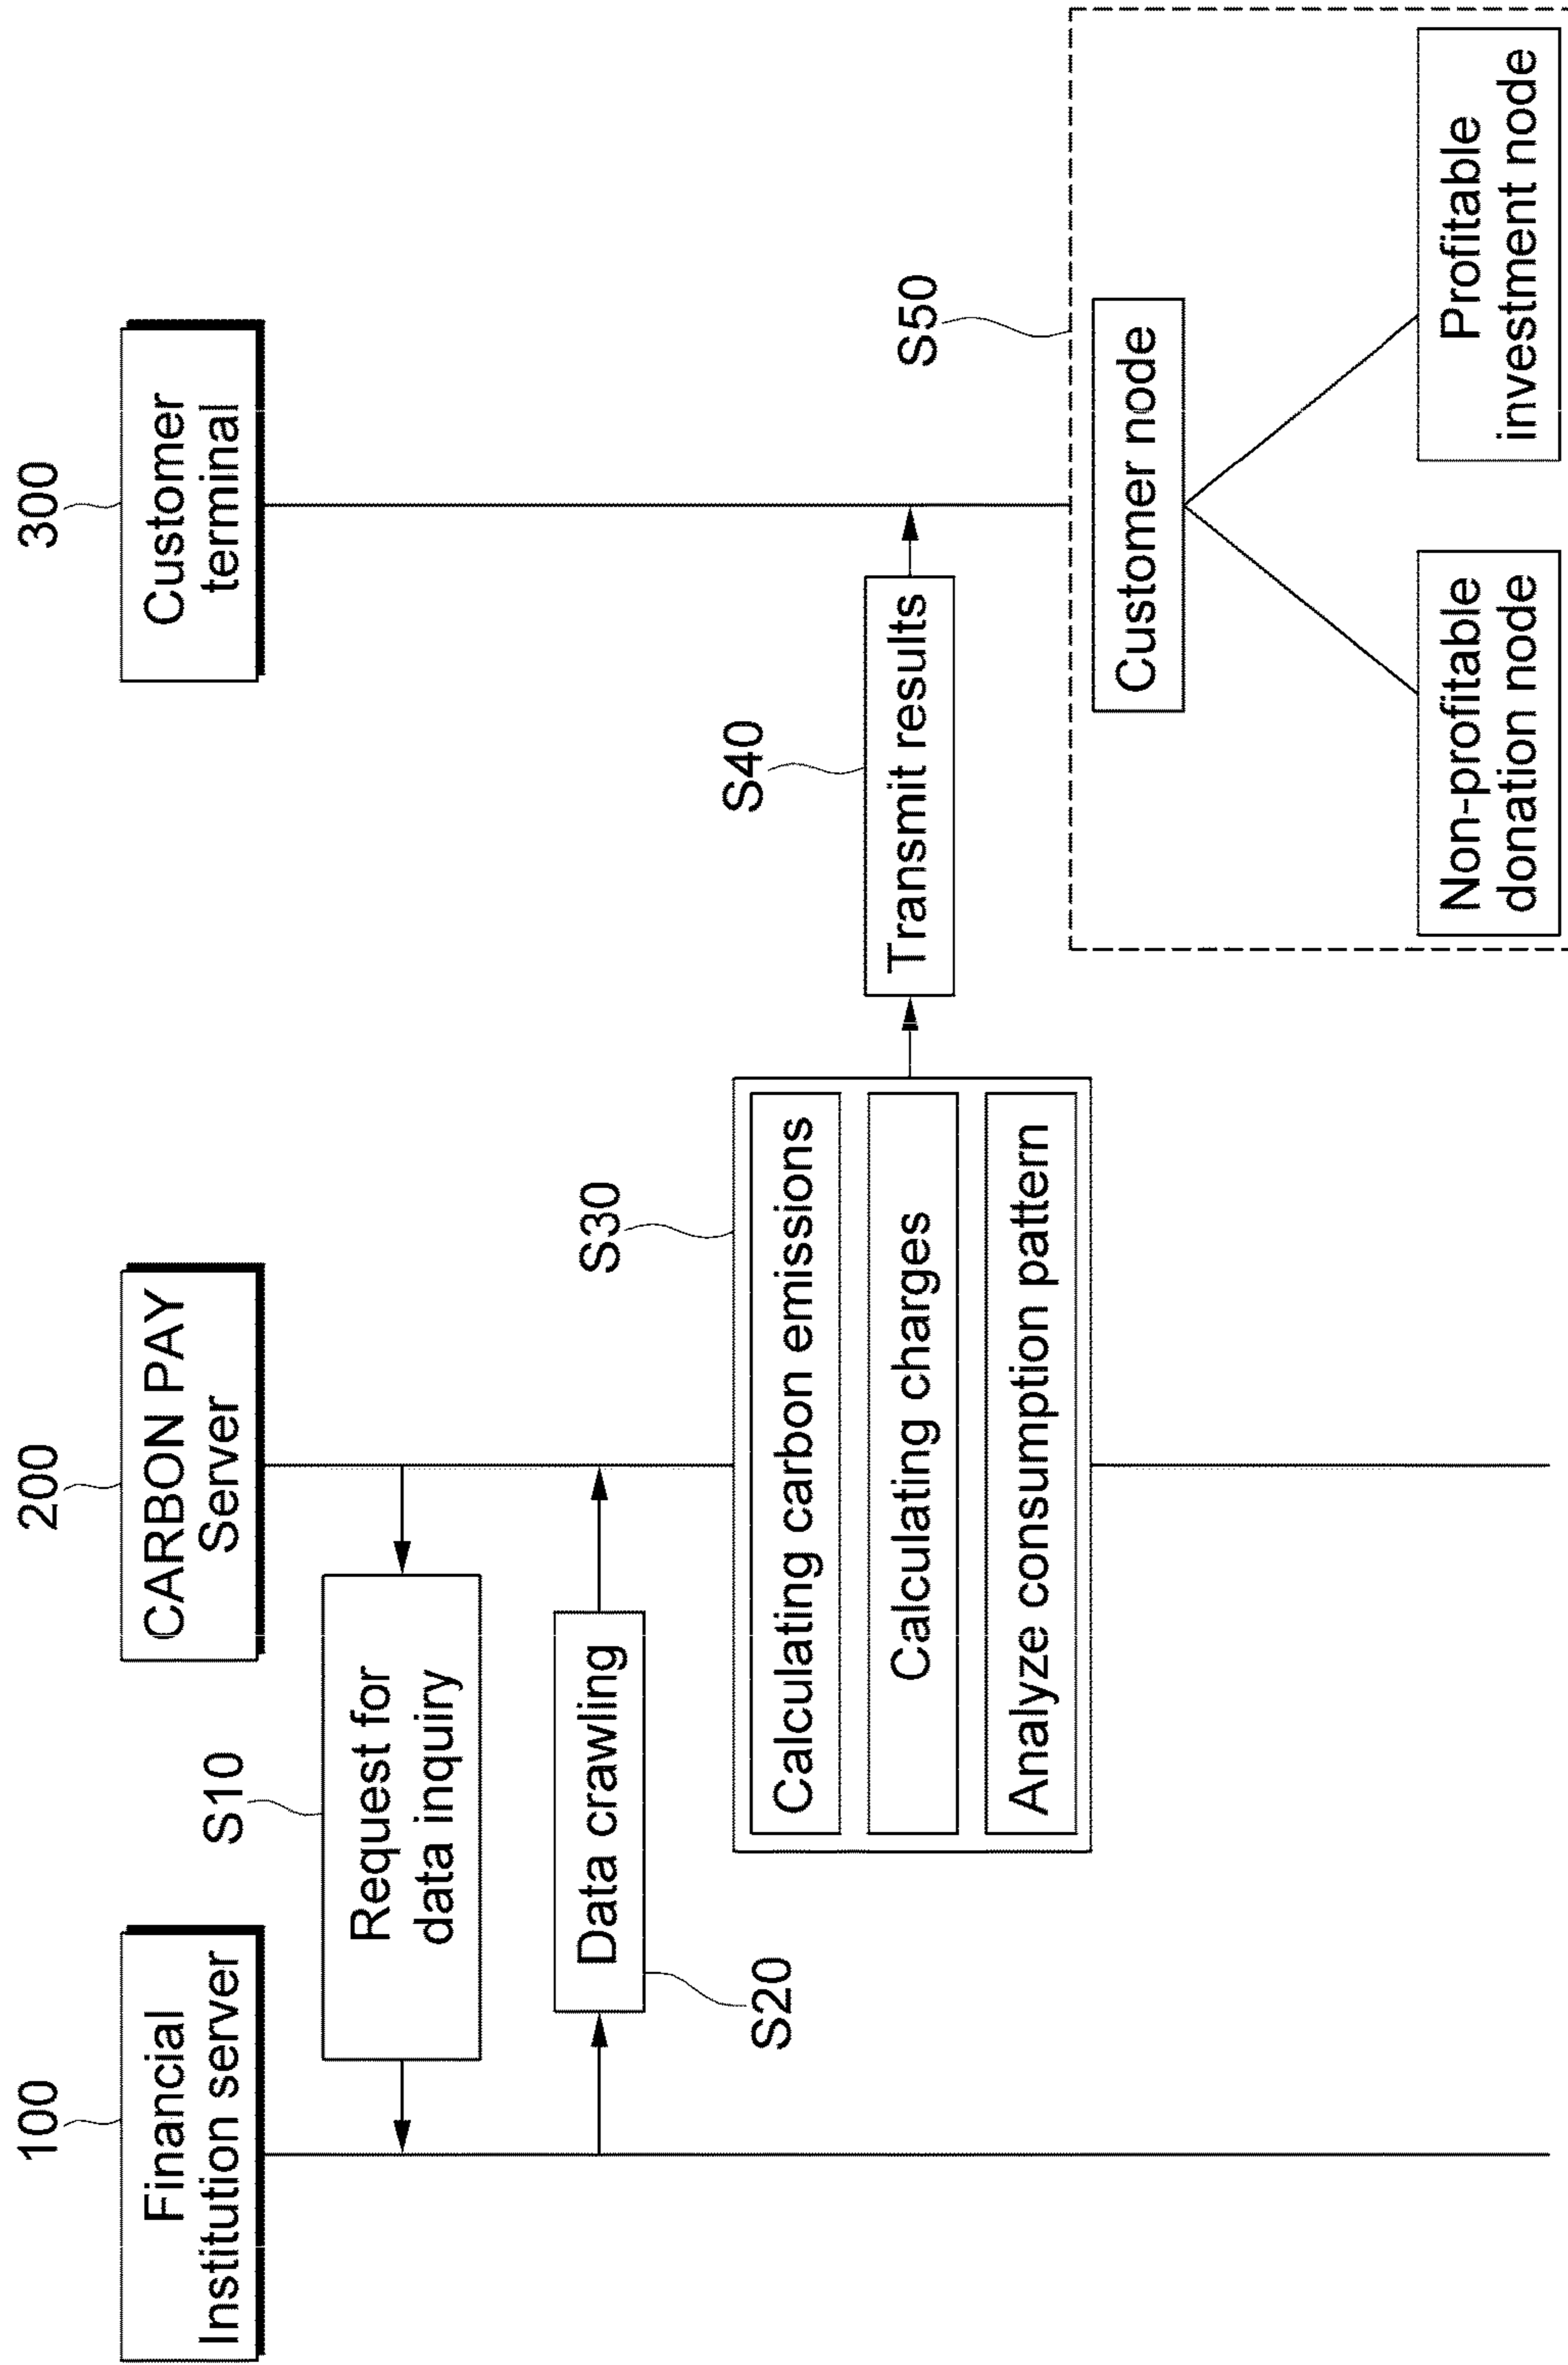 100
200
300
Financial
Institution server
CARBON PAY
Server
Customer
terminal
S10
Request for
data inquiry
Data crawling
S20
S30
Calculating carbon emissions
Calculating charges
Analyze consumption pattern
S40
Transmit results
S50
Customer node
Non-profitable
donation node
Profitable
investment node